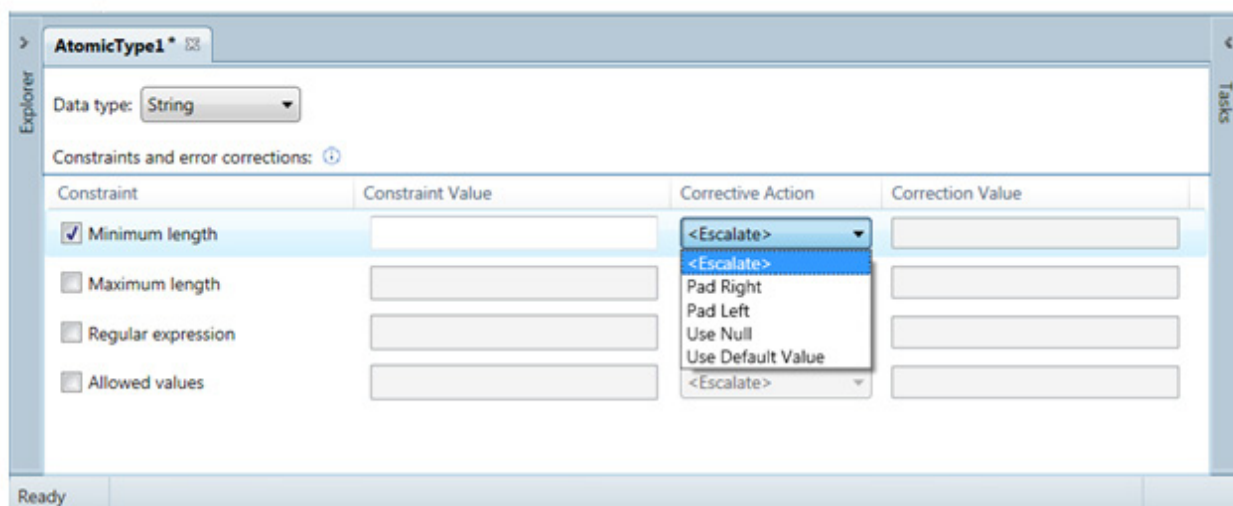 Explorer
AtomicType1*
Tasks
Data type: String
Constraints and error corrections:
Constraint Constraint Value Corrective Action Correction Value
Minimum length <Escalate>
<Escalate>
Maximum length Pad Right
Pad Left
Regular expression Use Null
Use Default Value
Allowed values <Escalate>
Ready